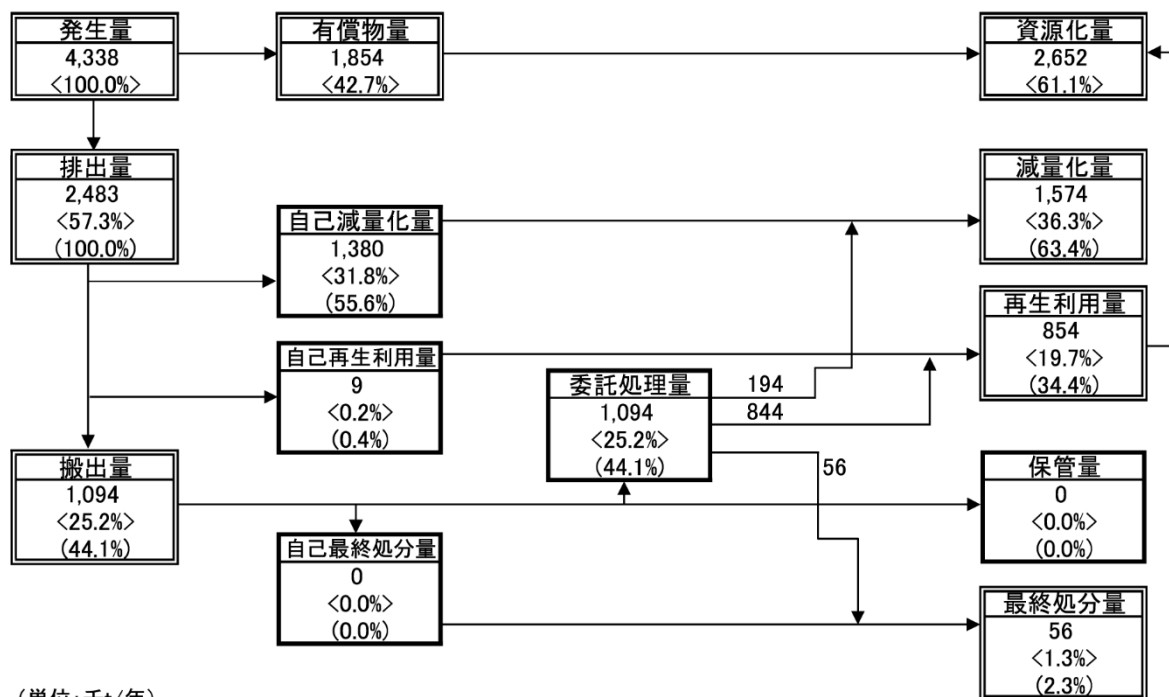 発生量
4,338
<100.0%>
有償物量
1,854
<42.7%>
資源化量
2,652
<61.1%>
排出量
2,483
<57.3%>
(100.0%)
減量化量
1,574
<36.3%>
(63.4%)
自己減量化量
1,380
<31.8%>
(55.6%)
再生利用量
854
<19.7%>
(34.4%)
自己再生利用量
9
<0.2%>
(0.4%)
委託処理量
1,094
<25.2%>
(44.1%)
194
844
56
搬出量
1,094
<25.2%>
(44.1%)
保管量
0
<0.0%>
(0.0%)
自己最終処分量
0
<0.0%>
(0.0%)
最終処分量
56
<1.3%>
(2.3%)
(単位:千t/年)